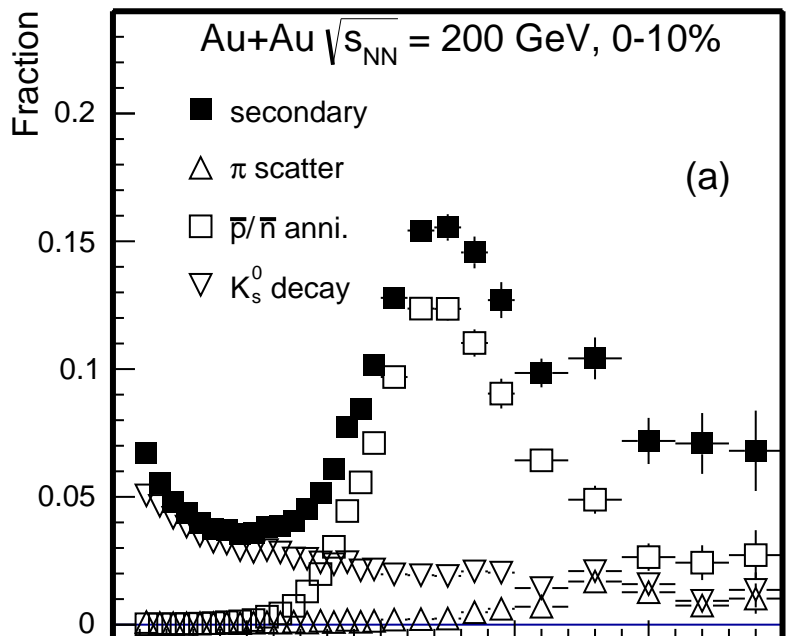 Au+Au √s_NN = 200 GeV, 0-10%
Fraction
0.2
0.15
0.1
0.05
0
secondary
π scatter
p̅/n̅ anni.
K⁰ₛ decay
(a)